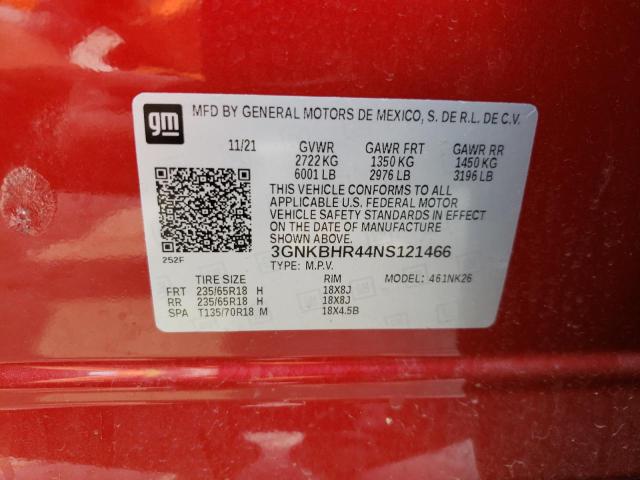 gm
MFD BY GENERAL MOTORS DE MEXICO, S. DE R.L. DE C.V.
11/21 GVWR GAWR FRT GAWR RR
2722 KG 1350 KG 1450 KG
6001 LB 2976 LB 3196 LB
THIS VEHICLE CONFORMS TO ALL
APPLICABLE U.S. FEDERAL MOTOR
VEHICLE SAFETY STANDARDS IN EFFECT
ON THE DATE OF MANUFACTURE
SHOWN ABOVE.
252F
3GNKBHR44NS121466
TYPE: M.P.V.
TIRE SIZE RIM MODEL: 461NK26
FRT 235/65R18 H 18X8J
RR 235/65R18 H 18X8J
SPA T135/70R18 M 18X4.5B